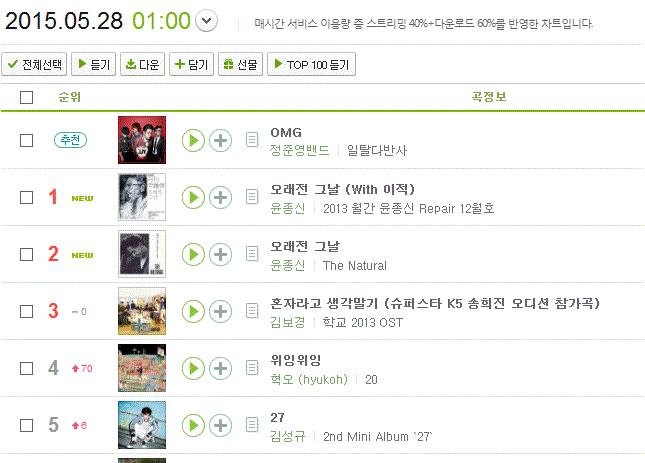 2015.05.28 01:00
매시간 서비스 이용량 중 스트리밍 40%+다운로드 60%를 반영한 차트입니다.
전체선택 듣기 다운 담기 선물 TOP 100 듣기
순위 곡정보
추천 OMG
정준영밴드 일탈다반사
1 NEW 오래전 그날 (With 이적)
윤종신 2013 월간 윤종신 Repair 12월호
2 NEW 오래전 그날
윤종신 The Natural
3 - 0 혼자라고 생각말기 (슈퍼스타 K5 송희진 오디션 참가곡)
김보경 학교 2013 OST
4 70 위잉위잉
혁오 (hyukoh) 20
5 6 27
김성규 2nd Mini Album `27`